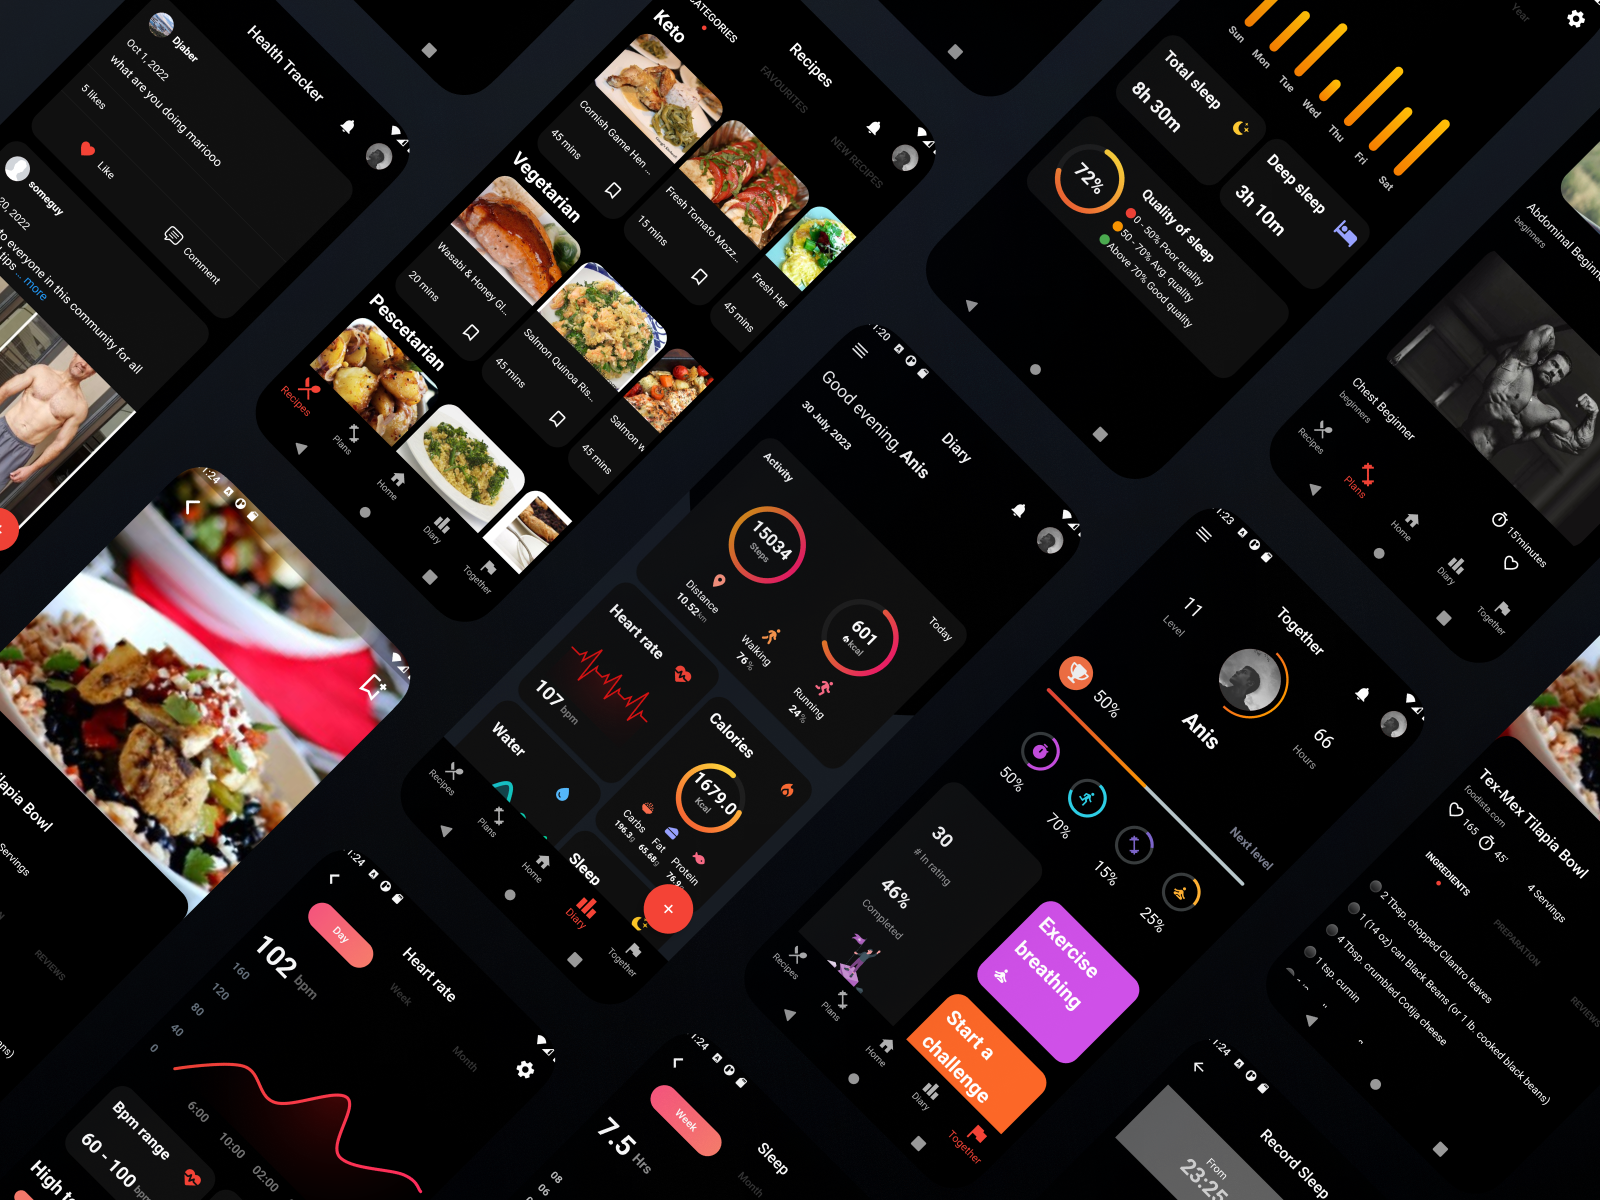 Health Tracker
Djaber
Oct 1, 2022
what are you doing mariooo
5 likes
Like
Comment
someguy
20, 2022
to everyone in this community for all
tips ... more
Recipes
CATEGORIES
FAVOURITES
NEW RECIPES
Keto
Cornish Game Hen ...
45 mins
Fresh Tomato Mozz...
15 mins
Fresh Her
45 mins
Vegetarian
Wasabi & Honey Gl...
20 mins
Salmon Quinoa Ris...
45 mins
Salmon w
45 mins
Pescetarian
Recipes
Plans
Home
Diary
Together
Year
Sun
Mon
Tue
Wed
Thu
Fri
Sat
Total sleep
8h 30m
Deep sleep
3h 10m
72%
Quality of sleep
0 - 50% Poor quality
50 - 70% Avg. quality
Above 70% Good quality
Abdominal Beginn
beginners
Chest Beginner
beginners
15'minutes
Recipes
Plans
Home
Diary
Together
1:20
Diary
Good evening, Anis
30 July, 2023
Activity
Today
15034
Steps
601
Kcal
Distance
10.52km
Walking
76%
Running
24%
Heart rate
107 bpm
Calories
1679.0
Kcal
Carbs
196.3g
Fat
65.68g
Protein
76.9
Water
Sleep
+
Recipes
Plans
Home
Diary
Together
1:23
Together
11
Level
Anis
66
Hours
50%
Next level
50%
70%
15%
25%
30
# In rating
46%
Completed
Exercise
breathing
Start a
challenge
Recipes
Plans
Home
Diary
Together
1:24
ilapia Bowl
Servings
REVIEWS
ans)
1:24
Heart rate
Day
Week
Month
102 bpm
160
120
80
40
0
6:00
10:00
02:00
Bpm range
60 - 100 bpm
1:24
Sleep
Week
Month
7.5 Hrs
08
06
Tex-Mex Tilapia Bowl
foodista.com
165
45'
4 Servings
INGREDIENTS
PREPARATION
REVIEWS
2 Tbsp. chopped Cilantro leaves
1 (14 oz) can Black Beans (or 1 lb. cooked black beans)
4 Tbsp. crumbled Cotija cheese
1 tsp. cumin
1:24
Record Sleep
From
23:25